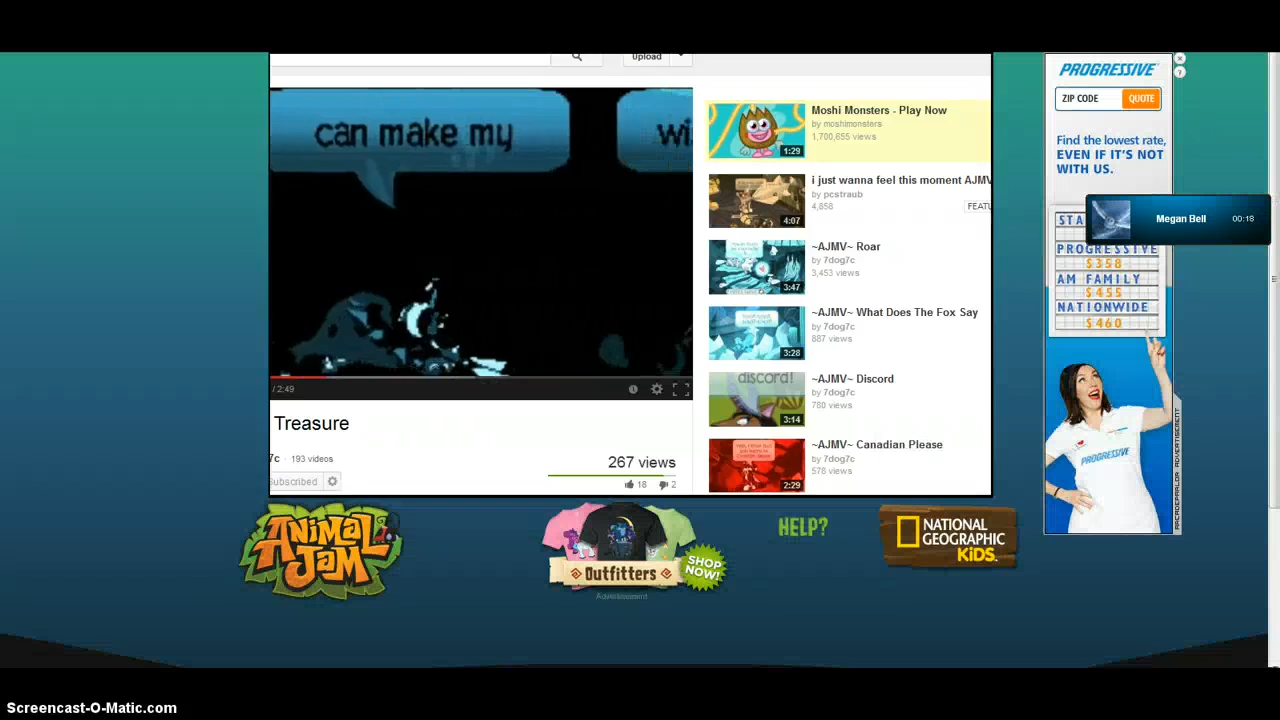 Upload
can make my
wi
/ 2:49
Treasure
7c · 193 videos
ubscribed
267 views
18
2
Moshi Monsters - Play Now
by moshimonsters
1,700,655 views
1:29
i just wanna feel this moment AJMV
by pcstraub
4,858
FEATU
4:07
~AJMV~ Roar
by 7dog7c
3,453 views
3:47
~AJMV~ What Does The Fox Say
by 7dog7c
887 views
3:28
~AJMV~ Discord
by 7dog7c
780 views
discord!
3:14
~AJMV~ Canadian Please
by 7dog7c
578 views
2:29
PROGRESSIVE
ZIP CODE
QUOTE
Find the lowest rate,
EVEN IF IT'S NOT
WITH US.
STA
Megan Bell
00:18
PROGRESSIVE
$358
AM FAMILY
$455
NATIONWIDE
$460
PROGRESSIVE
ARCADEPARLOR ADVERTISEMENT
ANIMAL
JAM
Outfitters
SHOP
NOW!
Advertisement
HELP?
NATIONAL
GEOGRAPHIC
KiDS.
Screencast-O-Matic.com